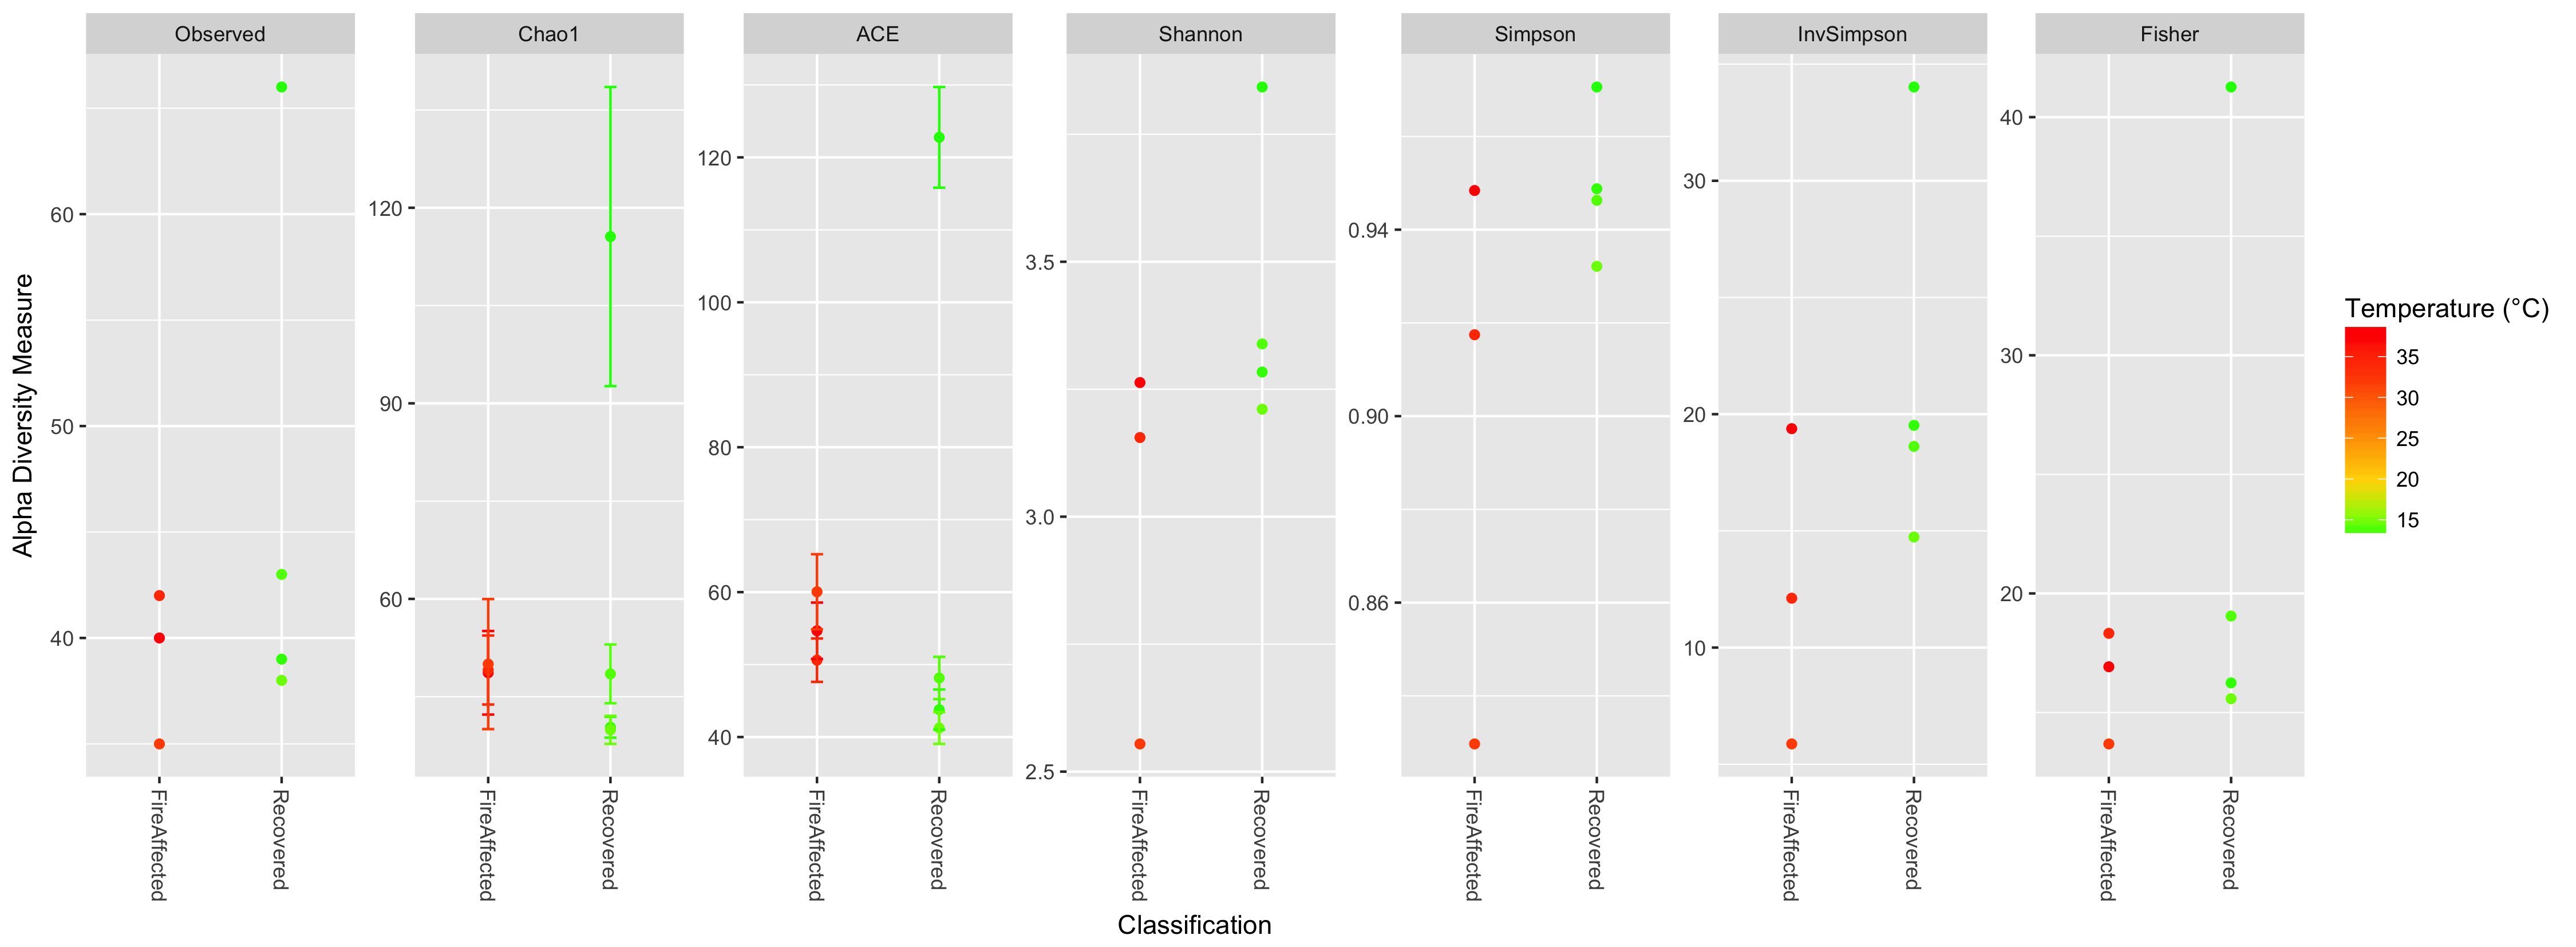 Observed
Chao1
ACE
Shannon
Simpson
InvSimpson
Fisher
Alpha Diversity Measure
60
50
40
120
90
60
120
100
80
60
40
3.5
3.0
2.5
0.94
0.90
0.86
30
20
10
40
30
20
FireAffected
Recovered
FireAffected
Recovered
FireAffected
Recovered
FireAffected
Recovered
FireAffected
Recovered
FireAffected
Recovered
FireAffected
Recovered
Classification
Temperature (°C)
35
30
25
20
15